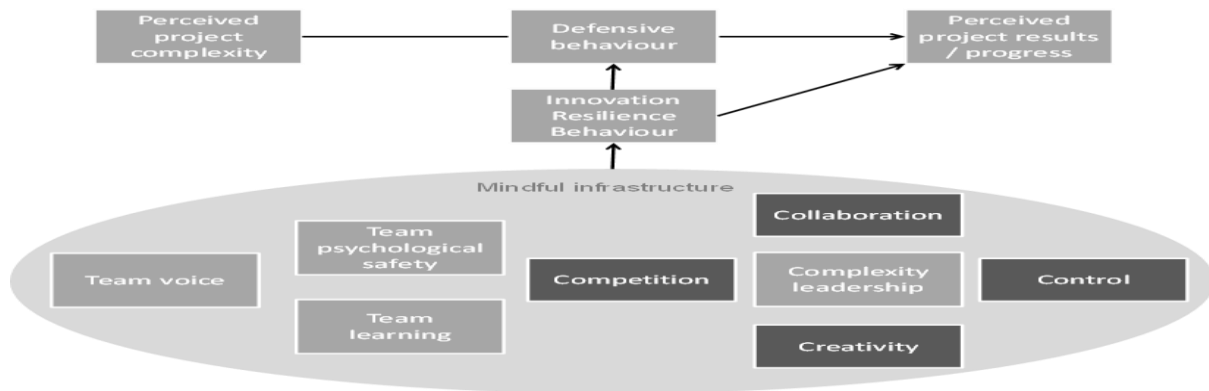 Perceived
project
complexity
Defensive
behaviour
Perceived
project results
/ progress
Innovation
Resilience
Behaviour
Mindful infrastructure
Team voice
Team
psychological
safety
Team
learning
Competition
Collaboration
Complexity
leadership
Creativity
Control